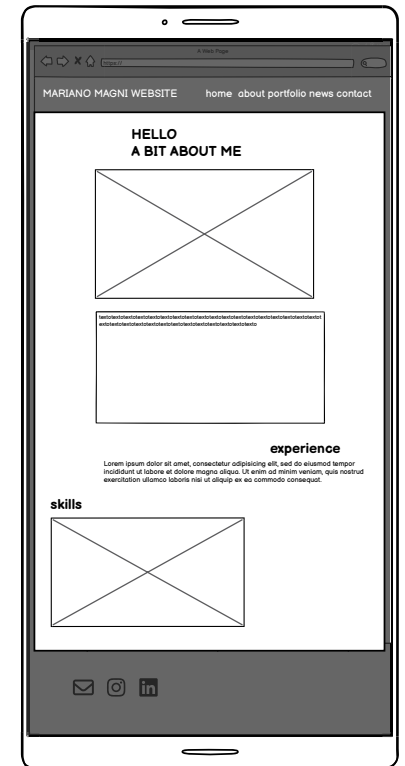 A Web Page
https://
MARIANO MAGNI WEBSITE home about portfolio news contact
HELLO
A BIT ABOUT ME
experience
Lorem ipsum dolor sit amet, consectetur adipisicing elit, sed do eiusmod tempor
incididunt ut labore et dolore magna aliqua. Ut enim ad minim veniam, quis nostrud
exercitation ullamco laboris nisi ut aliquip ex ea commodo consequat.
skills
in